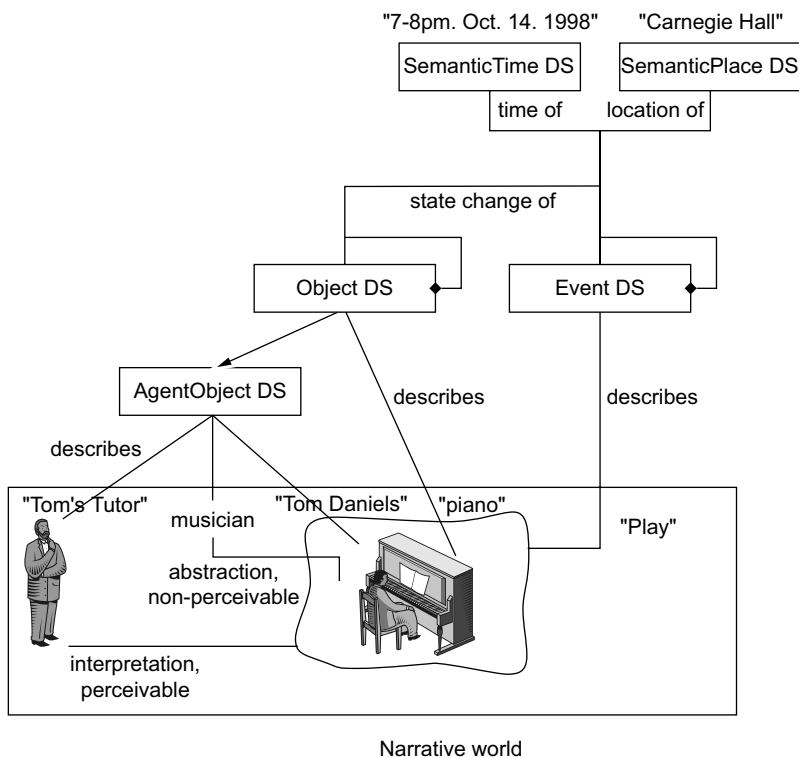 "7-8pm. Oct. 14. 1998"
"Carnegie Hall"
SemanticTime DS
SemanticPlace DS
time of
location of
state change of
Object DS
Event DS
AgentObject DS
describes
describes
describes
"Tom's Tutor"
"Tom Daniels"
"piano"
musician
"Play"
abstraction,
non-perceivable
interpretation,
perceivable
Narrative world